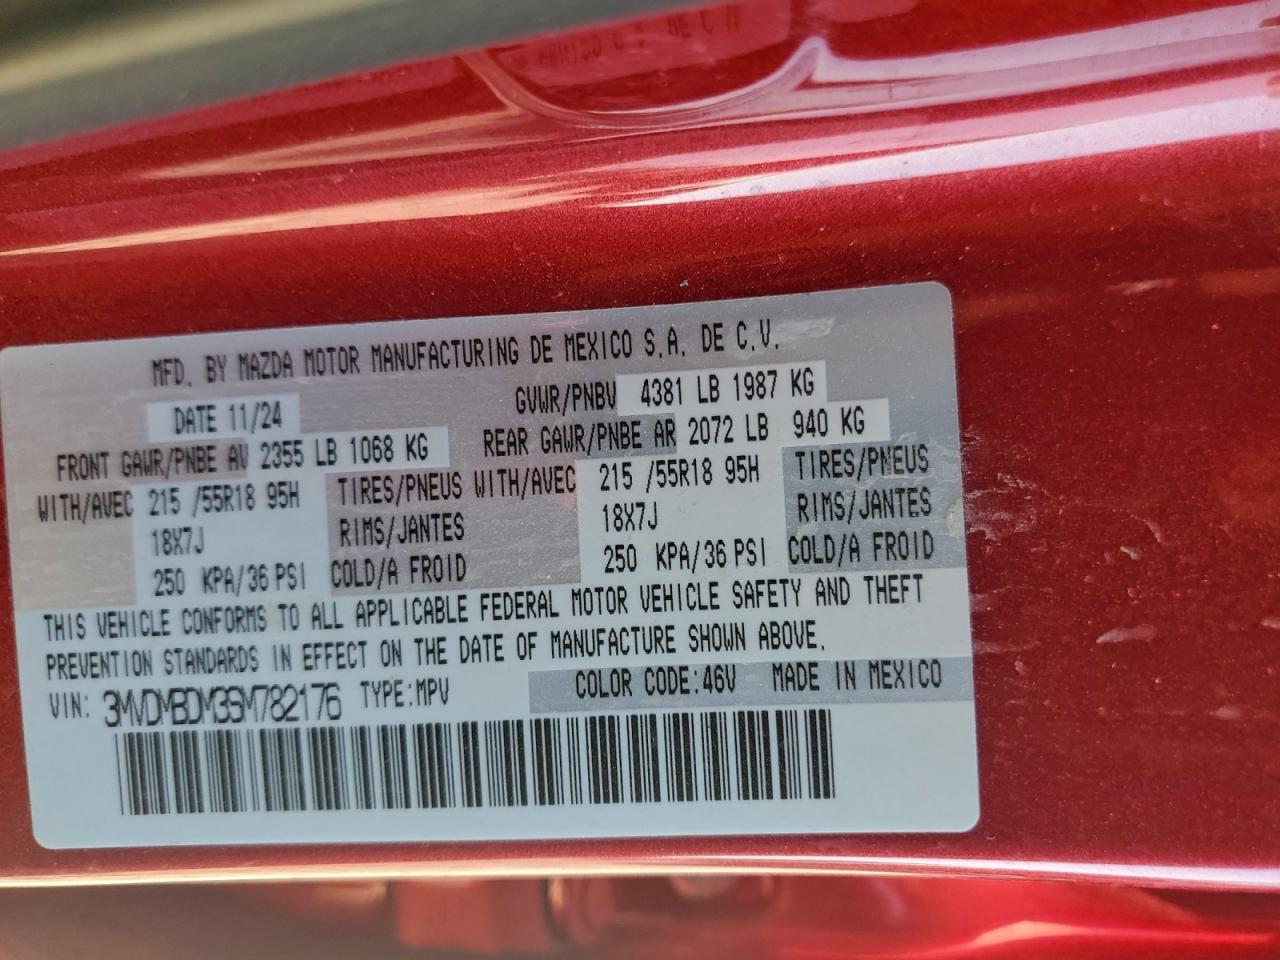 MFD. BY MAZDA MOTOR MANUFACTURING DE MEXICO S.A. DE C.V.
DATE 11/24 GVWR/PNBV 4381 LB 1987 KG
FRONT GAWR/PNBE AV 2355 LB 1068 KG REAR GAWR/PNBE AR 2072 LB 940 KG
WITH/AVEC 215 /55R18 95H TIRES/PNEUS WITH/AVEC 215 /55R18 95H TIRES/PNEUS
18X7J RIMS/JANTES 18X7J RIMS/JANTES
250 KPA/36 PSI COLD/A FROID 250 KPA/36 PSI COLD/A FROID
THIS VEHICLE CONFORMS TO ALL APPLICABLE FEDERAL MOTOR VEHICLE SAFETY AND THEFT
PREVENTION STANDARDS IN EFFECT ON THE DATE OF MANUFACTURE SHOWN ABOVE.
VIN: 3MVDMBDM3SM782176 TYPE:MPV COLOR CODE:46V MADE IN MEXICO